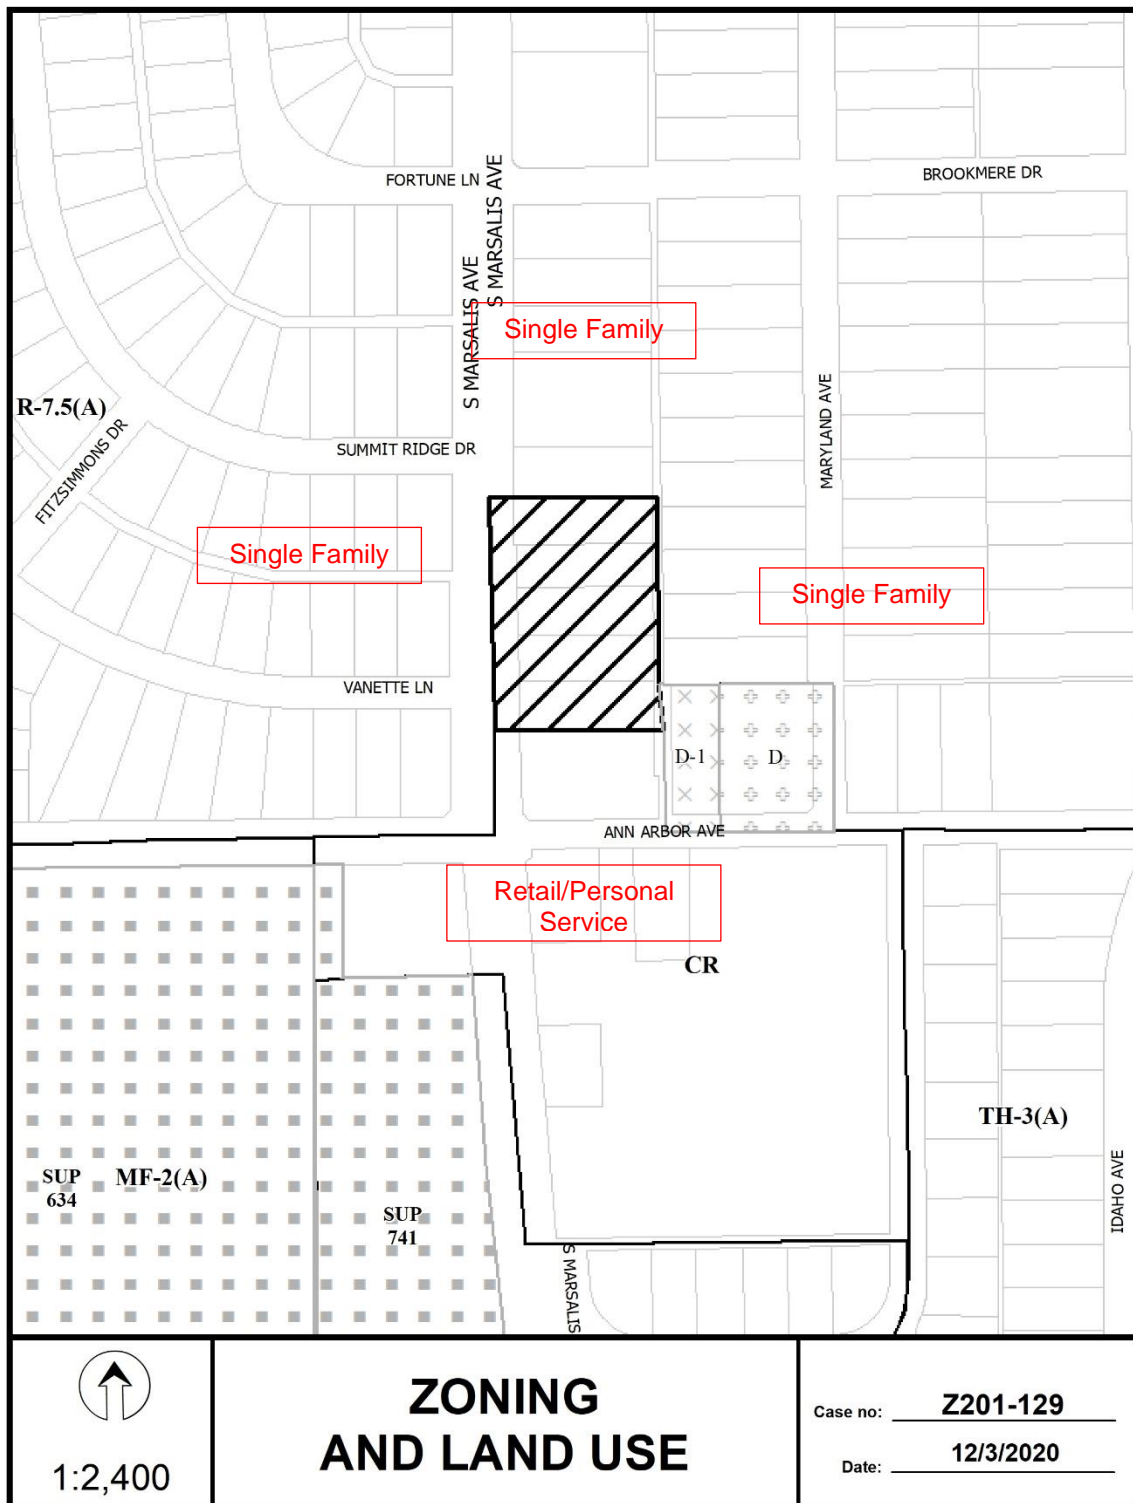 FORTUNE LN
BROOKMERE DR
S MARSALIS AVE
S MARSALIS AVE
Single Family
R-7.5(A)
FITZSIMMONS DR
SUMMIT RIDGE DR
MARYLAND AVE
Single Family
Single Family
VANETTE LN
D-1
D
ANN ARBOR AVE
Retail/Personal
Service
CR
TH-3(A)
IDAHO AVE
SUP
634
MF-2(A)
SUP
741
S MARSALIS
1:2,400
ZONING
AND LAND USE
Case no: Z201-129
Date: 12/3/2020